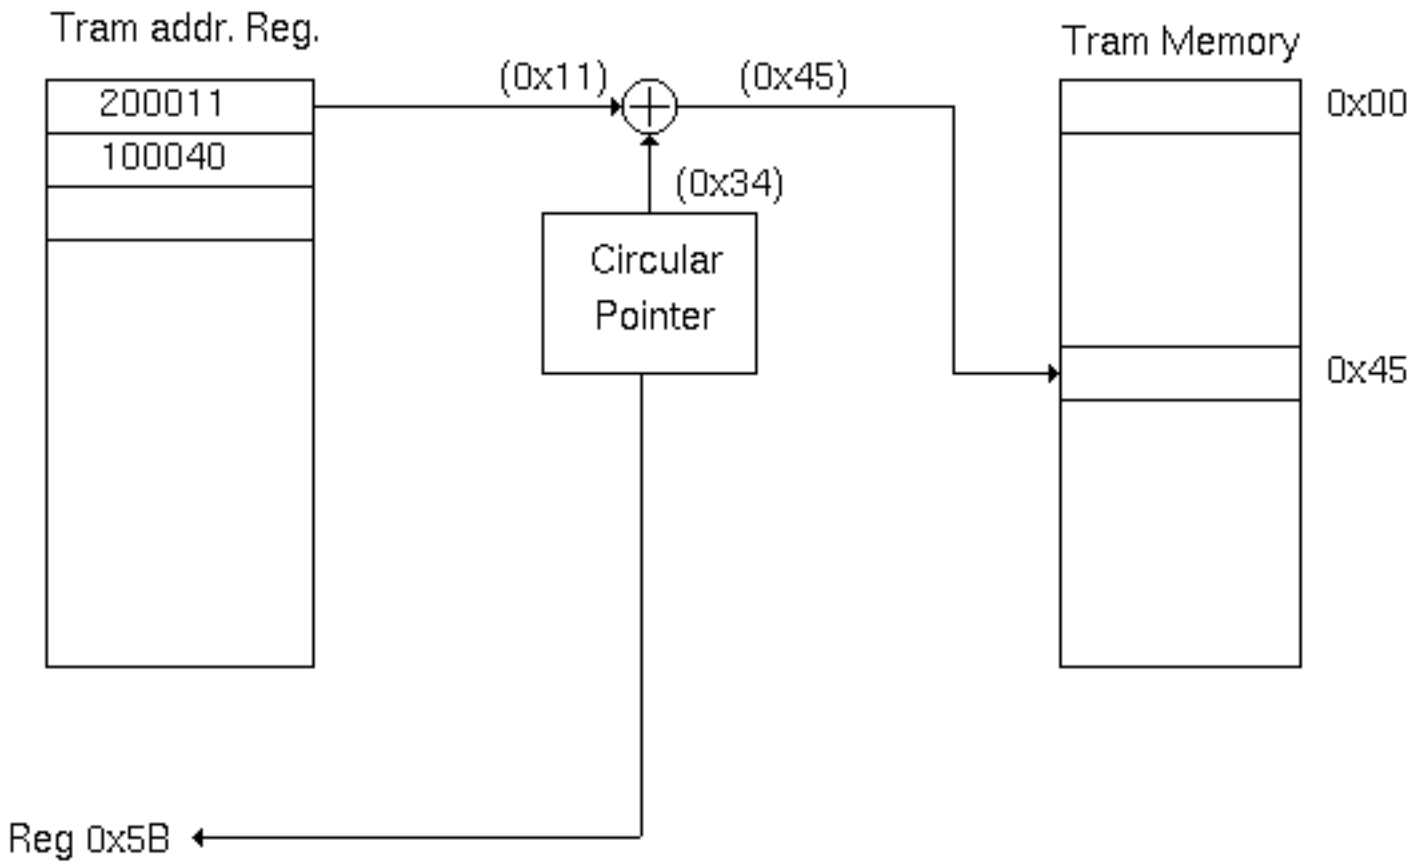 Tram addr. Reg.
Tram Memory
(0x11)
(0x45)
200011
0x00
100040
(0x34)
Circular
Pointer
0x45
Reg 0x5B